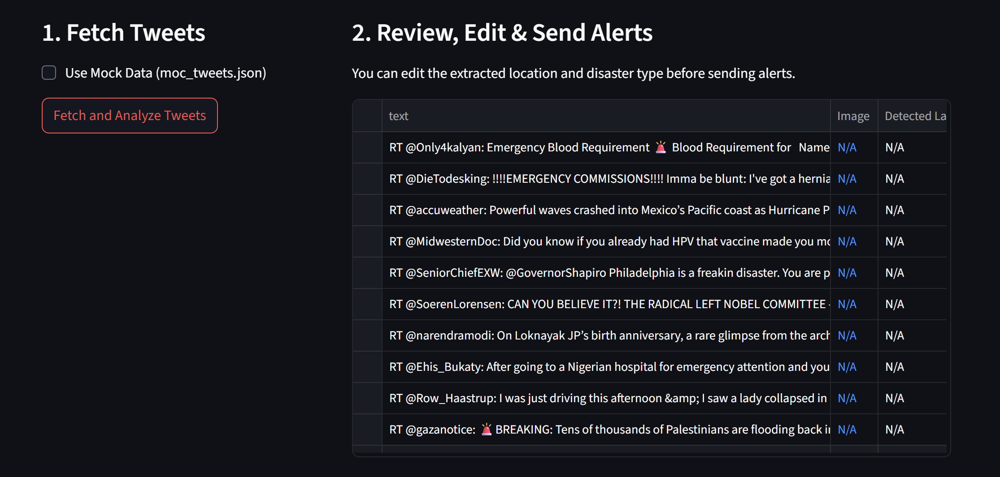 1. Fetch Tweets
Use Mock Data (moc_tweets.json)
Fetch and Analyze Tweets
2. Review, Edit & Send Alerts
You can edit the extracted location and disaster type before sending alerts.
text Image Detected La
RT @Only4kalyan: Emergency Blood Requirement 🚨 Blood Requirement for Name N/A N/A
RT @DieTodesking: !!!!EMERGENCY COMMISSIONS!!!! Imma be blunt: I've got a hernia N/A N/A
RT @accuweather: Powerful waves crashed into Mexico’s Pacific coast as Hurricane P N/A N/A
RT @MidwesternDoc: Did you know if you already had HPV that vaccine made you mo N/A N/A
RT @SeniorChiefEXW: @GovernorShapiro Philadelphia is a freakin disaster. You are p N/A N/A
RT @SoerenLorensen: CAN YOU BELIEVE IT?! THE RADICAL LEFT NOBEL COMMITTEE - N/A N/A
RT @narendramodi: On Loknayak JP’s birth anniversary, a rare glimpse from the arch N/A N/A
RT @Ehis_Bukaty: After going to a Nigerian hospital for emergency attention and you N/A N/A
RT @Row_Haastrup: I was just driving this afternoon &amp; I saw a lady collapsed in N/A N/A
RT @gazanotice: 🚨 BREAKING: Tens of thousands of Palestinians are flooding back in N/A N/A